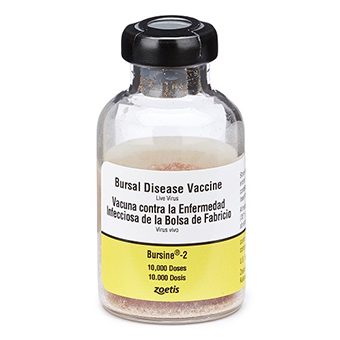 Bursal Disease Vaccine
Live Virus
Vacuna contra la Enfermedad
Infecciosa de la Bolsa de Fabricio
Virus vivo
Bursine®-2
10,000 Doses
10.000 Dosis
zoetis